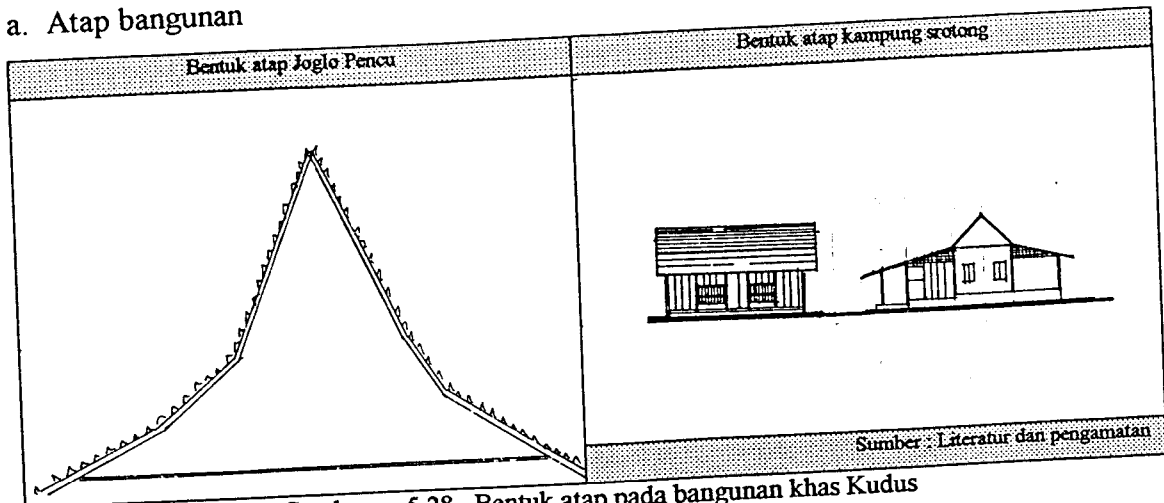 a. Atap bangunan
Bentuk atap Joglo Pencu
Bentuk atap kampung srotong
Sumber : Literatur dan pengamatan
5.28 Bentuk atap pada bangunan khas Kudus